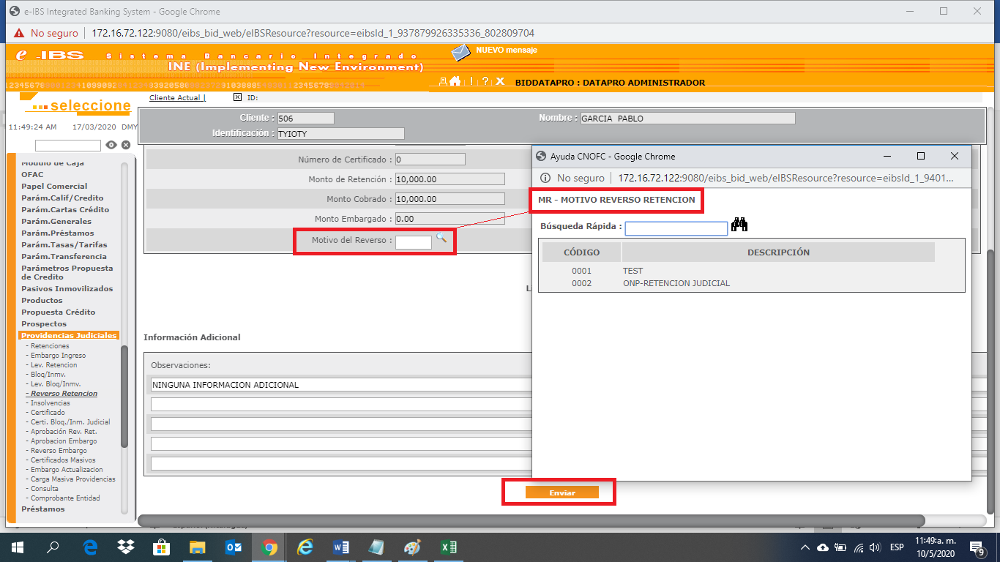 e-IBS Integrated Banking System - Google Chrome
No seguro 172.16.72.122:9080/eibs_bid_web/eIBSResource?resource=eibsId_1_937879926335336_802809704
e -IBS Sistema Bancario Integrado
INE (Implementing New Environment)
NUEVO mensaje
! ? X BIDDATAPRO : DATAPRO ADMINISTRADOR
seleccione
Cliente Actual | ID:
11:49:24 AM 17/03/2020 DMY
Cliente : 506 Nombre : GARCIA PABLO
Identificación : TYIOTY
Modulo de Caja
OFAC
Papel Comercial
Parám.Calif/Credito
Parám.Cartas Crédito
Parám.Generales
Parám.Préstamos
Parám.Tasas/Tarifas
Parám.Transferencia
Parámetros Propuesta
de Credito
Pasivos Inmovilizados
Productos
Propuesta Crédito
Prospectos
Providencias Judiciales
- Retenciones
- Embargo Ingreso
- Lev. Retencion
- Bloq/Inmv.
- Lev. Bloq/Inmv.
- Reverso Retencion
- Insolvencias
- Certificado
- Certi. Bloq./Inm. Judicial
- Aprobación Rev. Ret.
- Aprobacion Embargo
- Reverso Embargo
- Certificados Masivos
- Embargo Actualizacion
- Carga Masiva Providencias
- Consulta
- Comprobante Entidad
Préstamos
Número de Certificado : 0
Monto de Retención : 10,000.00
Monto Cobrado : 10,000.00
Monto Embargado : 0.00
Motivo del Reverso :
Información Adicional
Observaciones:
NINGUNA INFORMACION ADICIONAL
Enviar
Ayuda CNOFC - Google Chrome
No seguro 172.16.72.122:9080/eibs_bid_web/eIBSResource?resource=eibsId_1_9401...
MR - MOTIVO REVERSO RETENCION
Búsqueda Rápida :
CÓDIGO DESCRIPCIÓN
0001 TEST
0002 ONP-RETENCION JUDICIAL
ESP
11:49:a. m.
10/5/2020
9